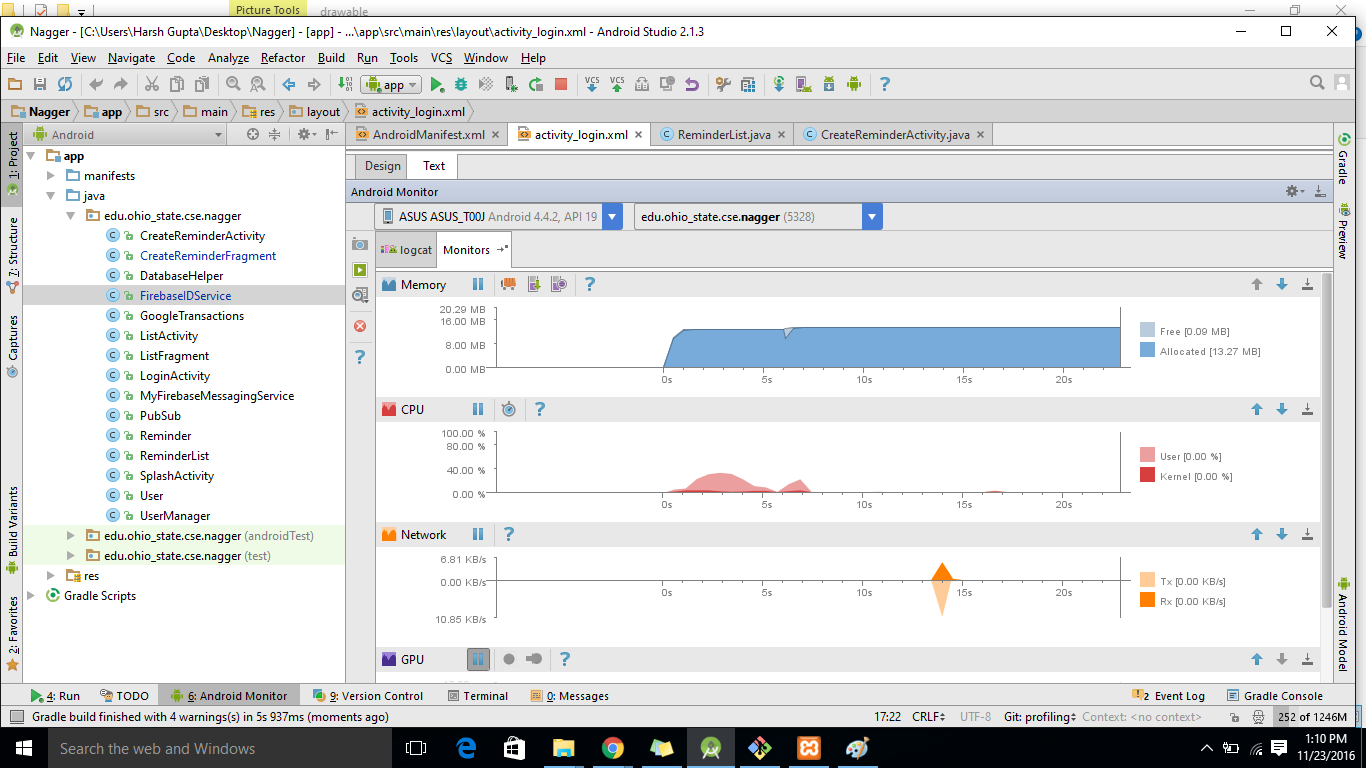 Picture Tools
drawable
Nagger - [C:\Users\Harsh Gupta\Desktop\Nagger] - [app] - ...\app\src\main\res\layout\activity_login.xml - Android Studio 2.1.3
File Edit View Navigate Code Analyze Refactor Build Run Tools VCS Window Help
app
VCS VCS
Nagger app src main res layout activity_login.xml
Android
AndroidManifest.xml activity_login.xml ReminderList.java CreateReminderActivity.java
1: Project
7: Structure
Captures
Build Variants
2: Favorites
app
manifests
java
edu.ohio_state.cse.nagger
CreateReminderActivity
CreateReminderFragment
DatabaseHelper
FirebaseIDService
GoogleTransactions
ListActivity
ListFragment
LoginActivity
MyFirebaseMessagingService
PubSub
Reminder
ReminderList
SplashActivity
User
UserManager
edu.ohio_state.cse.nagger (androidTest)
edu.ohio_state.cse.nagger (test)
res
Gradle Scripts
Design Text
Android Monitor
ASUS ASUS_T00J Android 4.4.2, API 19
edu.ohio_state.cse.nagger (5328)
logcat Monitors
Memory
20.29 MB
16.00 MB
8.00 MB
0.00 MB
0s 5s 10s 15s 20s
Free [0.09 MB]
Allocated [13.27 MB]
CPU
100.00 %
80.00 %
40.00 %
0.00 %
0s 5s 10s 15s 20s
User [0.00 %]
Kernel [0.00 %]
Network
6.81 KB/s
0.00 KB/s
10.85 KB/s
0s 5s 10s 15s 20s
Tx [0.00 KB/s]
Rx [0.00 KB/s]
GPU
Gradle
Preview
Android Model
4: Run TODO 6: Android Monitor 9: Version Control Terminal 0: Messages 2 Event Log Gradle Console
Gradle build finished with 4 warnings(s) in 5s 937ms (moments ago) 17:22 CRLF UTF-8 Git: profiling Context: <no context> 252 of 1246M
Search the web and Windows
1:10 PM
11/23/2016